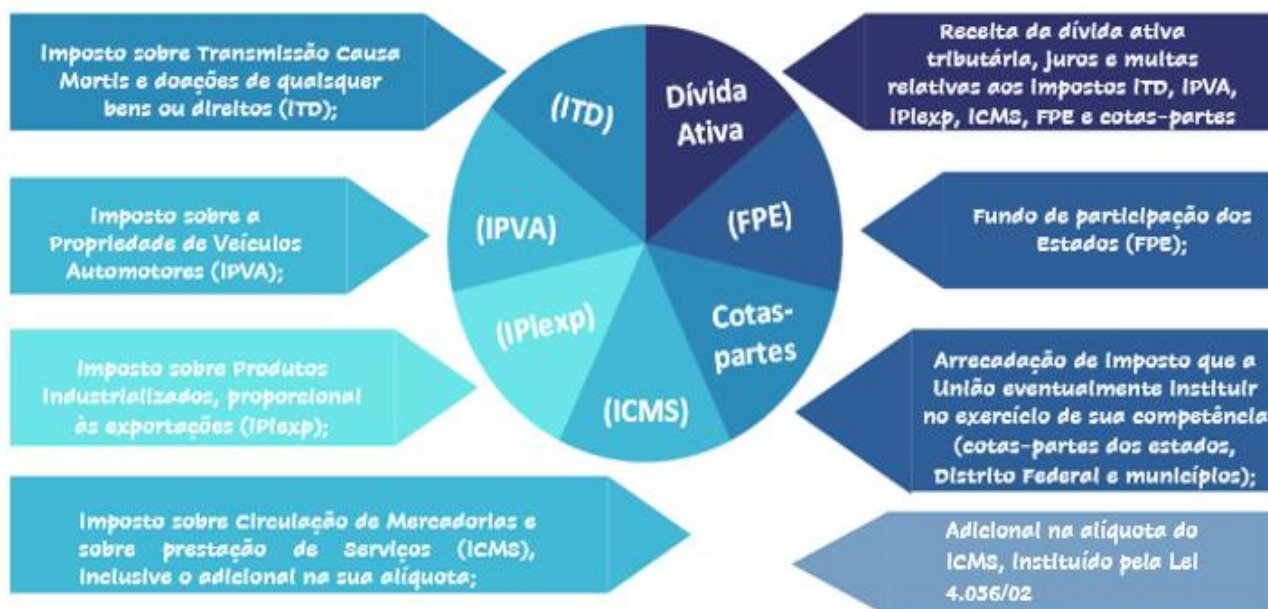 Imposto sobre Transmissão Causa
Mortis e doações de quaisquer
bens ou direitos (ITD);
Imposto sobre a
Propriedade de Veículos
Automotores (IPVA);
Imposto sobre Produtos
Industrializados, proporcional
às exportações (IPIexp);
Imposto sobre Circulação de Mercadorias e
sobre prestação de Serviços (ICMS),
inclusive o adicional na sua alíquota;
(ITD)
Dívida
Ativa
(IPVA)
(FPE)
(IPIexp)
Cotas-
partes
(ICMS)
Receita da dívida ativa
tributária, juros e multas
relativas aos impostos ITD, IPVA,
IPIexp, ICMS, FPE e cotas-partes
Fundo de participação dos
Estados (FPE);
Arrecadação de imposto que a
União eventualmente instituir
no exercício de sua competência
(cotas-partes dos estados,
Distrito Federal e municípios);
Adicional na alíquota do
ICMS, instituído pela Lei
4.056/02